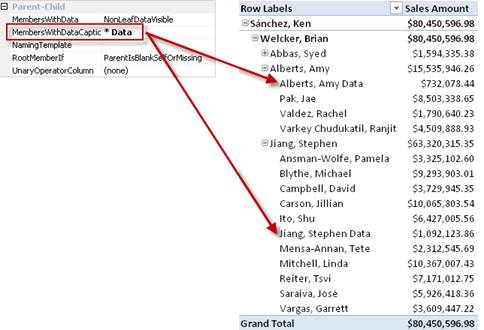 Parent-Child
MembersWithData NonLeafDataVisible
MembersWithDataCaptic * Data
NamingTemplate
RootMemberIf ParentIsBlankSelfOrMissing
UnaryOperatorColumn (none)
Row Labels Sales Amount
Sánchez, Ken $80,450,596.98
Welcker, Brian $80,450,596.98
Abbas, Syed $1,594,335.38
Alberts, Amy $15,535,946.26
Alberts, Amy Data $732,078.44
Pak, Jae $8,503,338.65
Valdez, Rachel $1,790,640.23
Varkey Chudukatil, Ranjit $4,509,888.93
Jiang, Stephen $63,320,315.35
Ansman-Wolfe, Pamela $3,325,102.60
Blythe, Michael $9,293,903.01
Campbell, David $3,729,945.35
Carson, Jillian $10,065,803.54
Ito, Shu $6,427,005.56
Jiang, Stephen Data $1,092,123.86
Mensa-Annan, Tete $2,312,545.69
Mitchell, Linda $10,367,007.43
Reiter, Tsvi $7,171,012.75
Saraiva, José $5,926,418.36
Vargas, Garrett $3,609,447.22
Grand Total $80,450,596.98